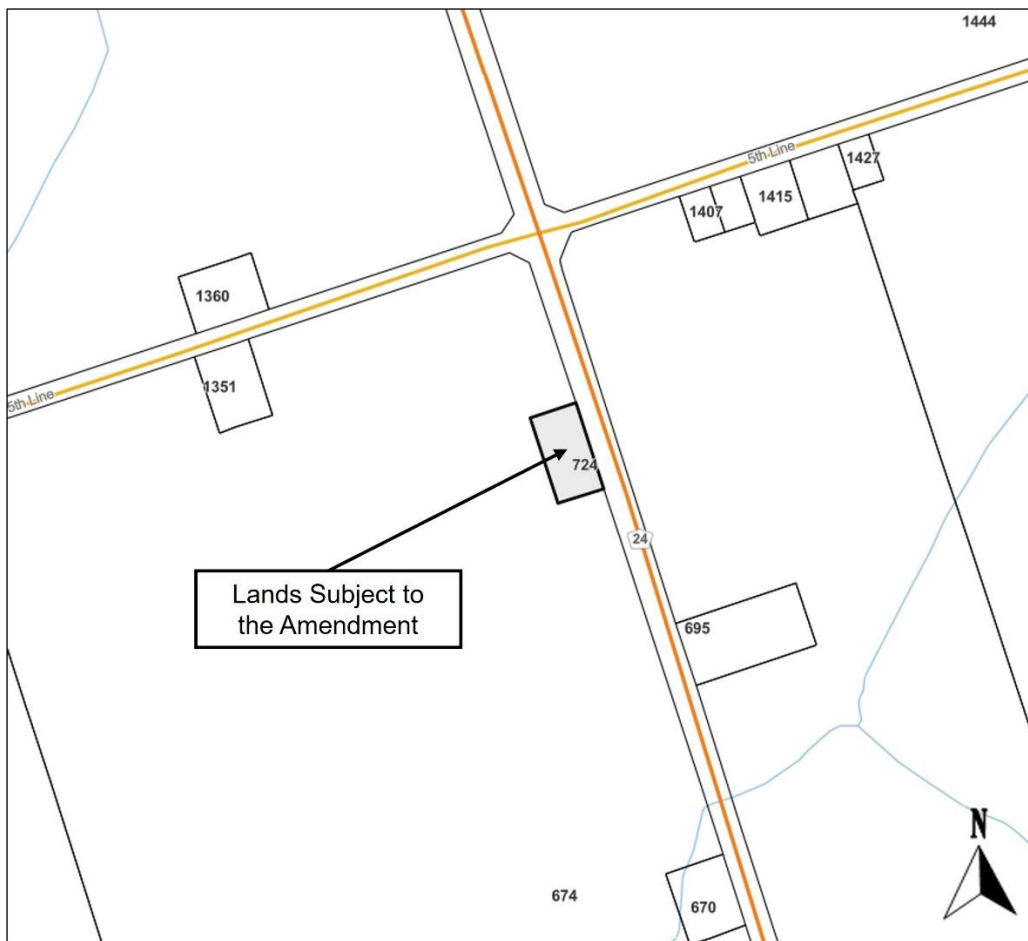 1444
5th Line
1427
1415
1407
1360
1351
5th Line
724
24
Lands Subject to
the Amendment
695
N
674
670